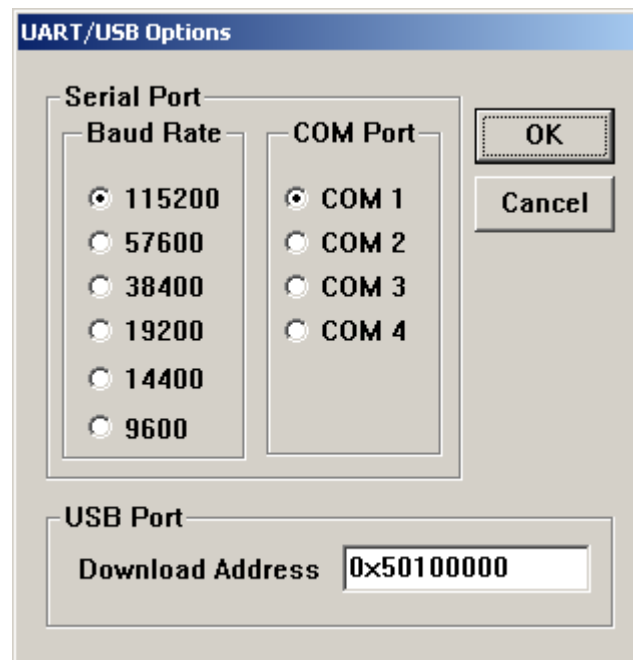 UART/USB Options
Serial Port
Baud Rate
115200
57600
38400
19200
14400
9600
COM Port
COM 1
COM 2
COM 3
COM 4
OK
Cancel
USB Port
Download Address 0x50100000